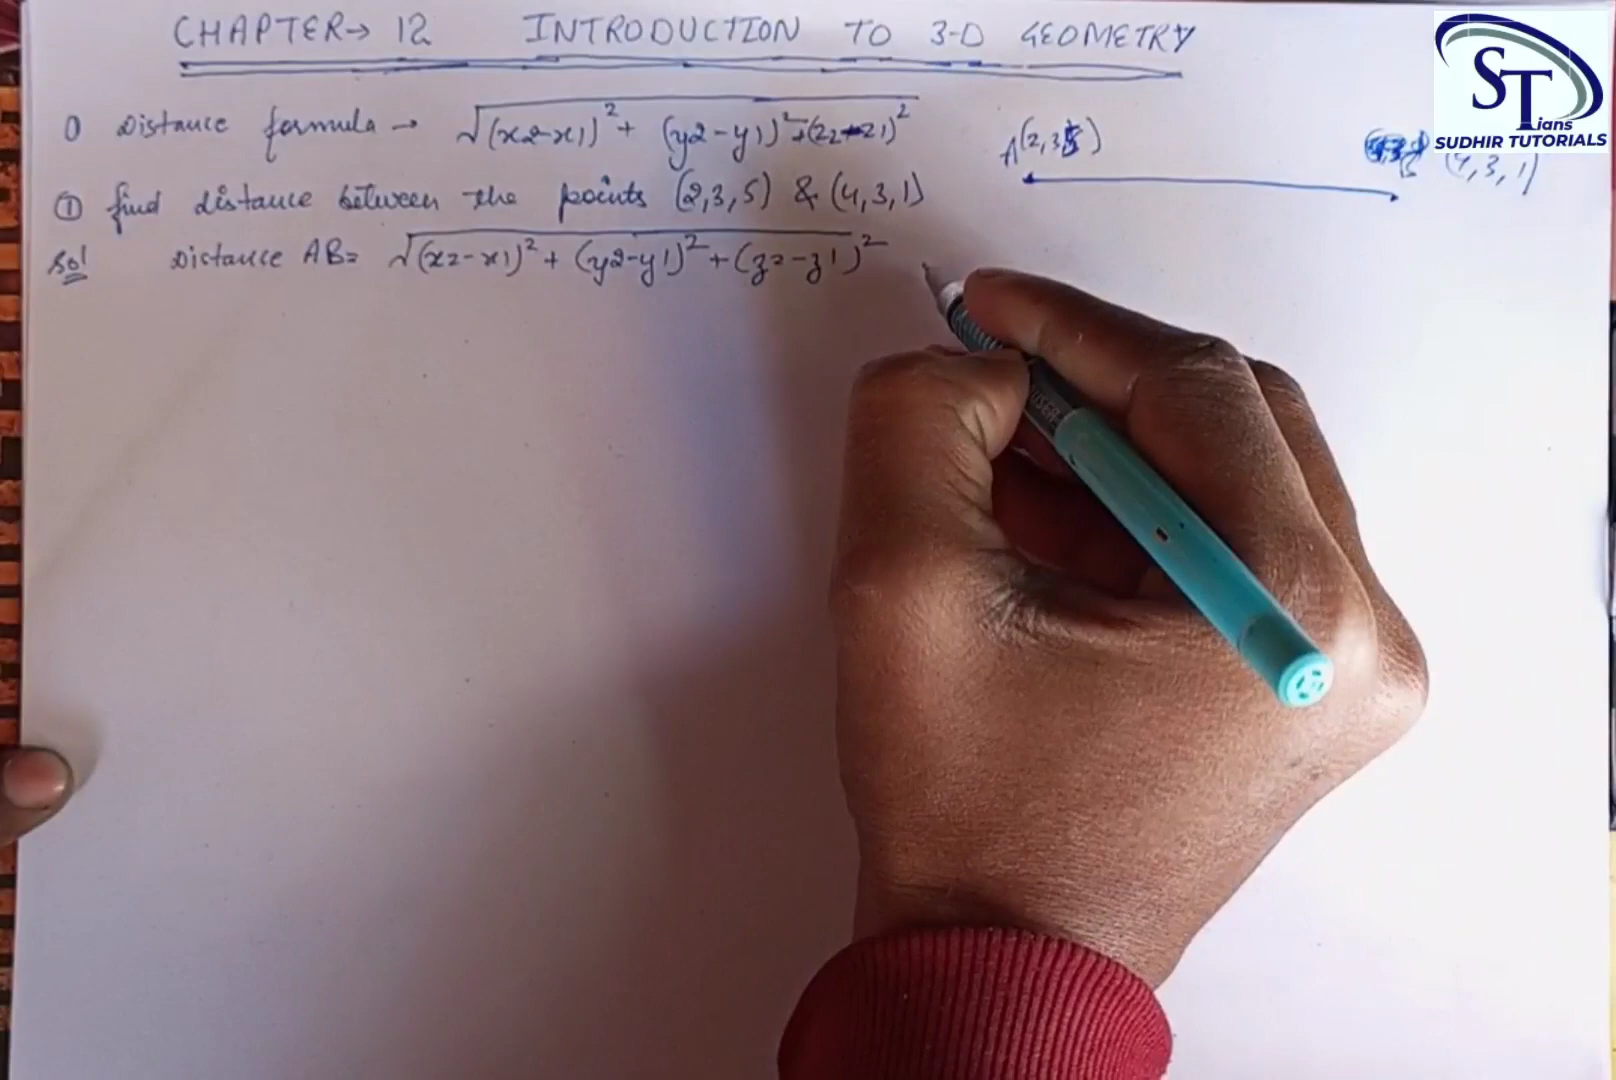 CHAPTER→ 12 INTRODUCTION TO 3-D GEOMETRY
ST
ians
SUDHIR TUTORIALS
① Distance formula → √(x2-x1)² + (y2-y1)²+(z2-z1)²
A(2,3,5)
B (4,3,1)
① find distance between the points (2,3,5) & (4,3,1)
Sol Distance AB= √(x2-x1)² + (y2-y1)² + (z2-z1)²